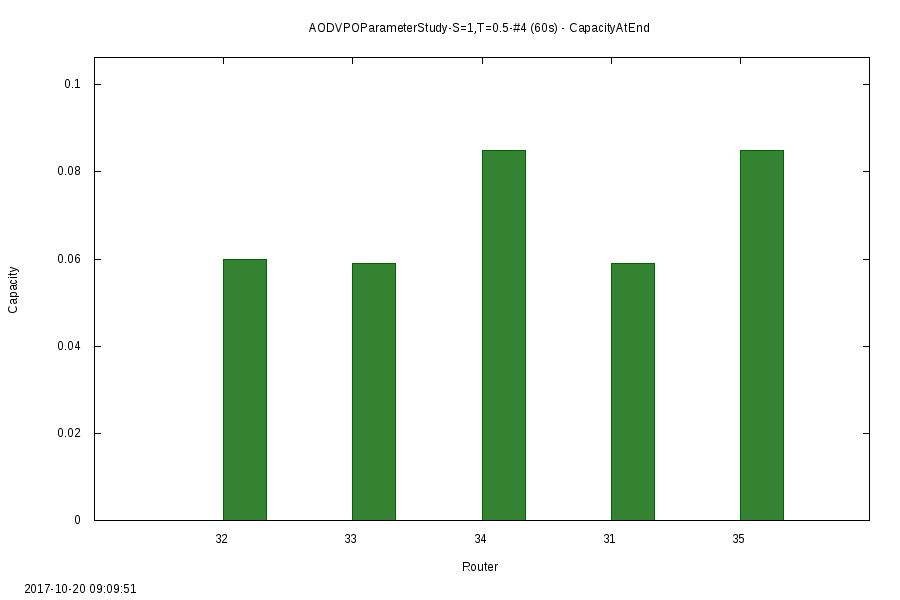 AODVPOParameterStudy-S=1,T=0.5-#4 (60s) - CapacityAtEnd
0.1
0.08
0.06
0.04
0.02
0
Capacity
32 33 34 31 35
Router
2017-10-20 09:09:51